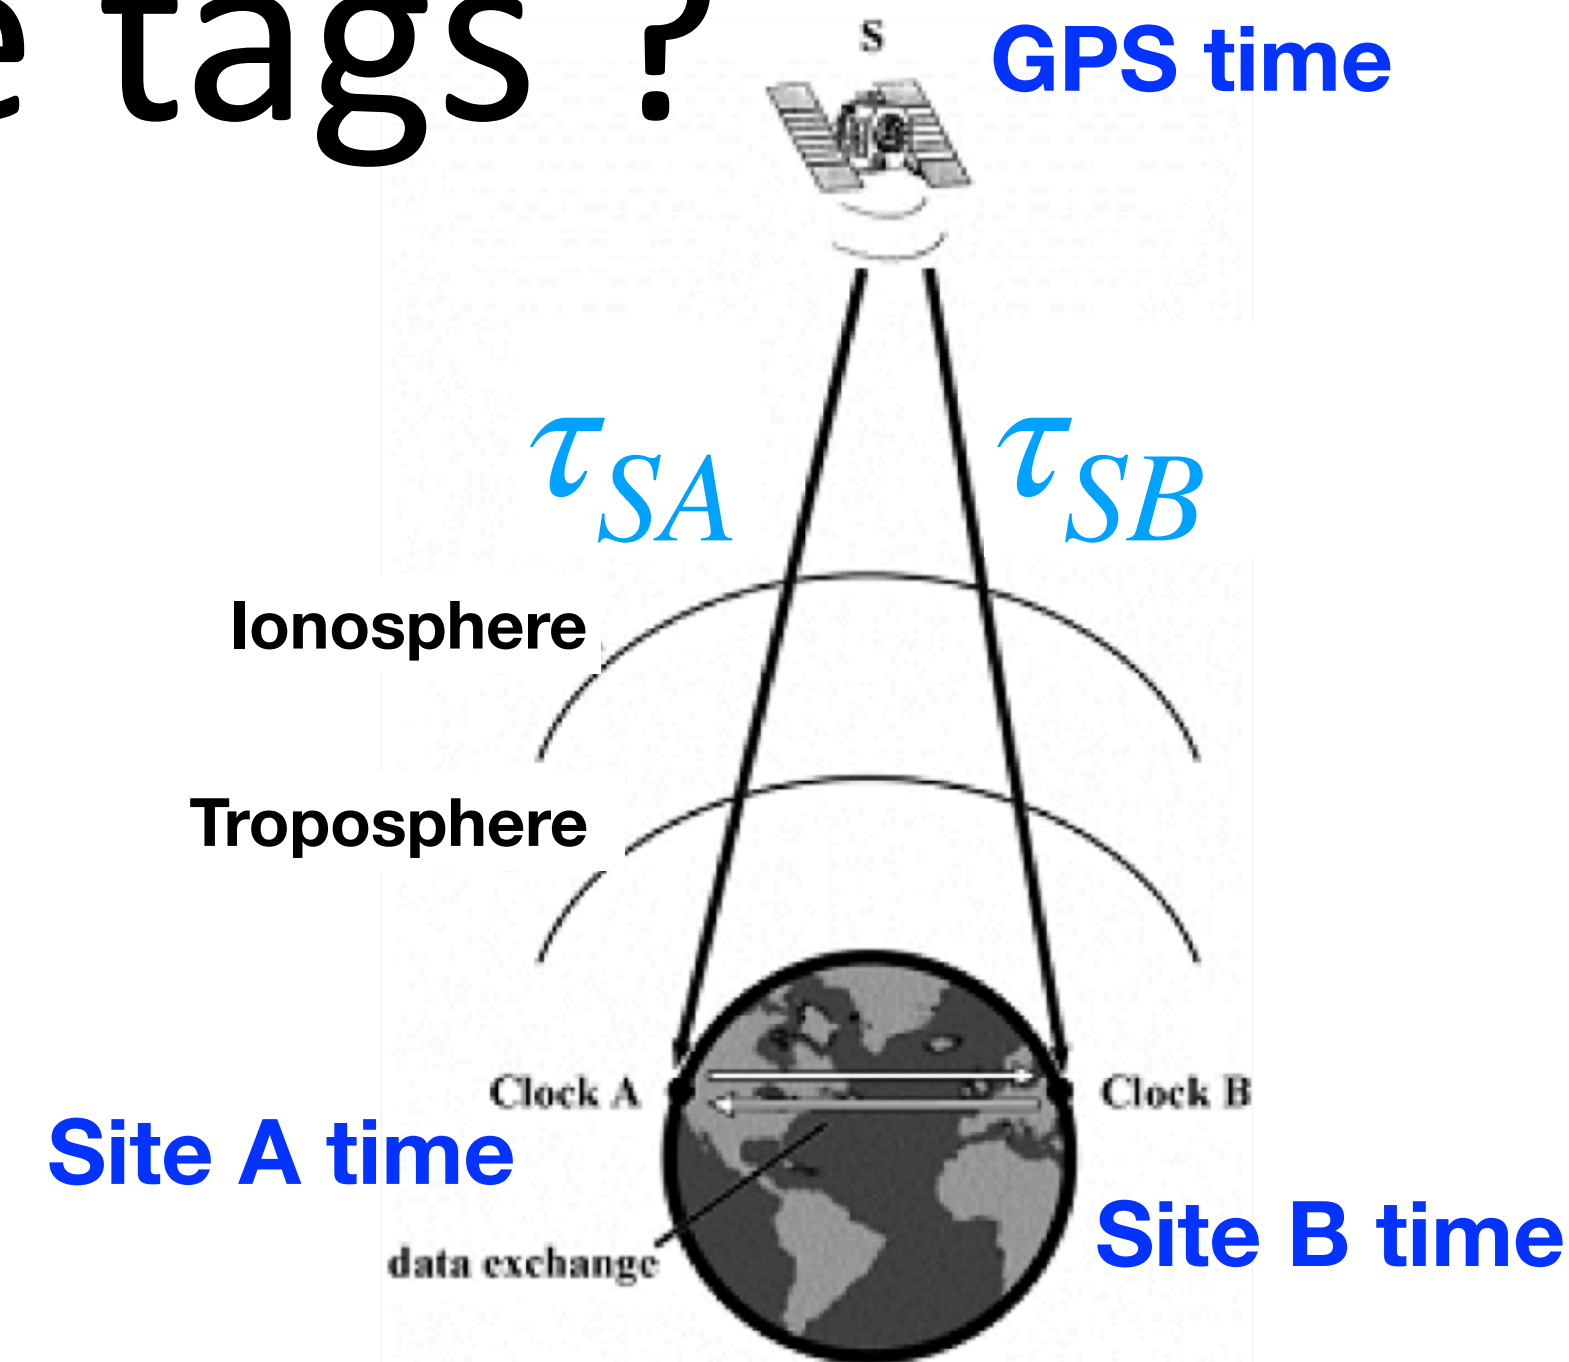 e tags ?
S
GPS time
τSA
τSB
Ionosphere
Troposphere
Clock A
Clock B
Site A time
Site B time
data exchange